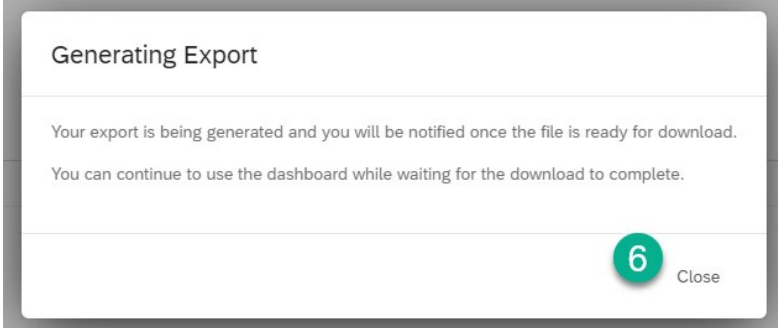 Generating Export
Your export is being generated and you will be notified once the file is ready for download.
You can continue to use the dashboard while waiting for the download to complete.
6
Close